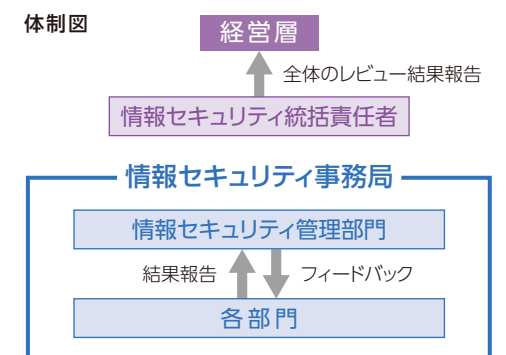 体制図
経営層
全体のレビュー結果報告
情報セキュリティ統括責任者
情報セキュリティ事務局
情報セキュリティ管理部門
結果報告 フィードバック
各部門